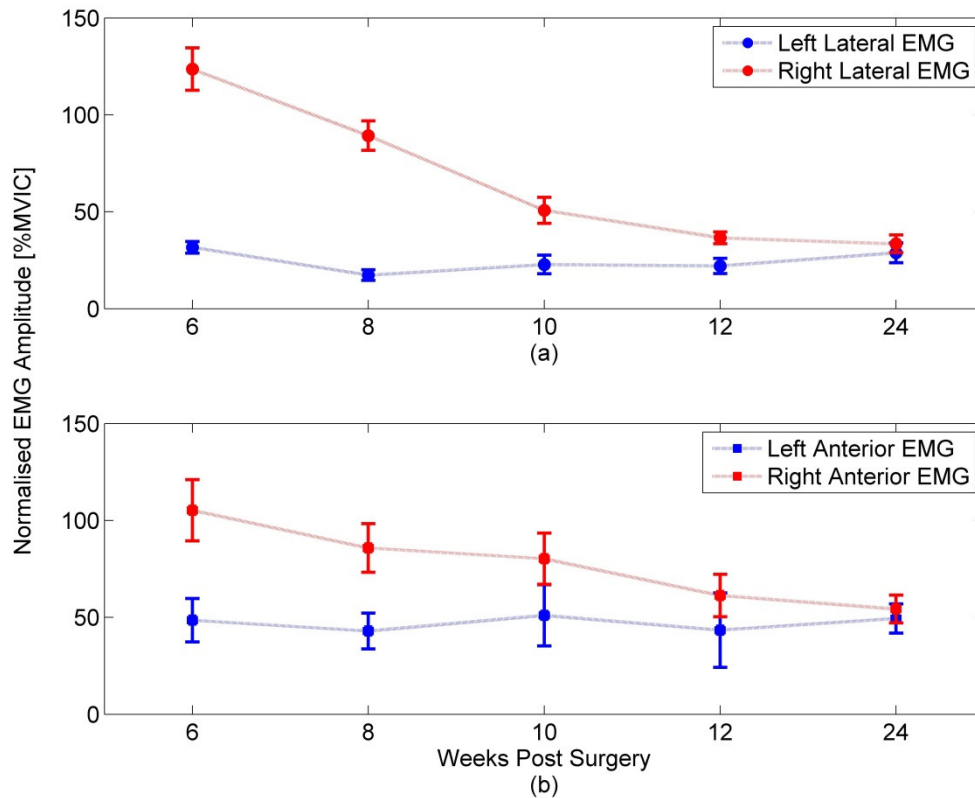 Normalised EMG Amplitude [%MVIC]
150
100
50
0
Left Lateral EMG
Right Lateral EMG
6 8 10 12 24
(a)
150
100
50
0
Left Anterior EMG
Right Anterior EMG
6 8 10 12 24
Weeks Post Surgery
(b)